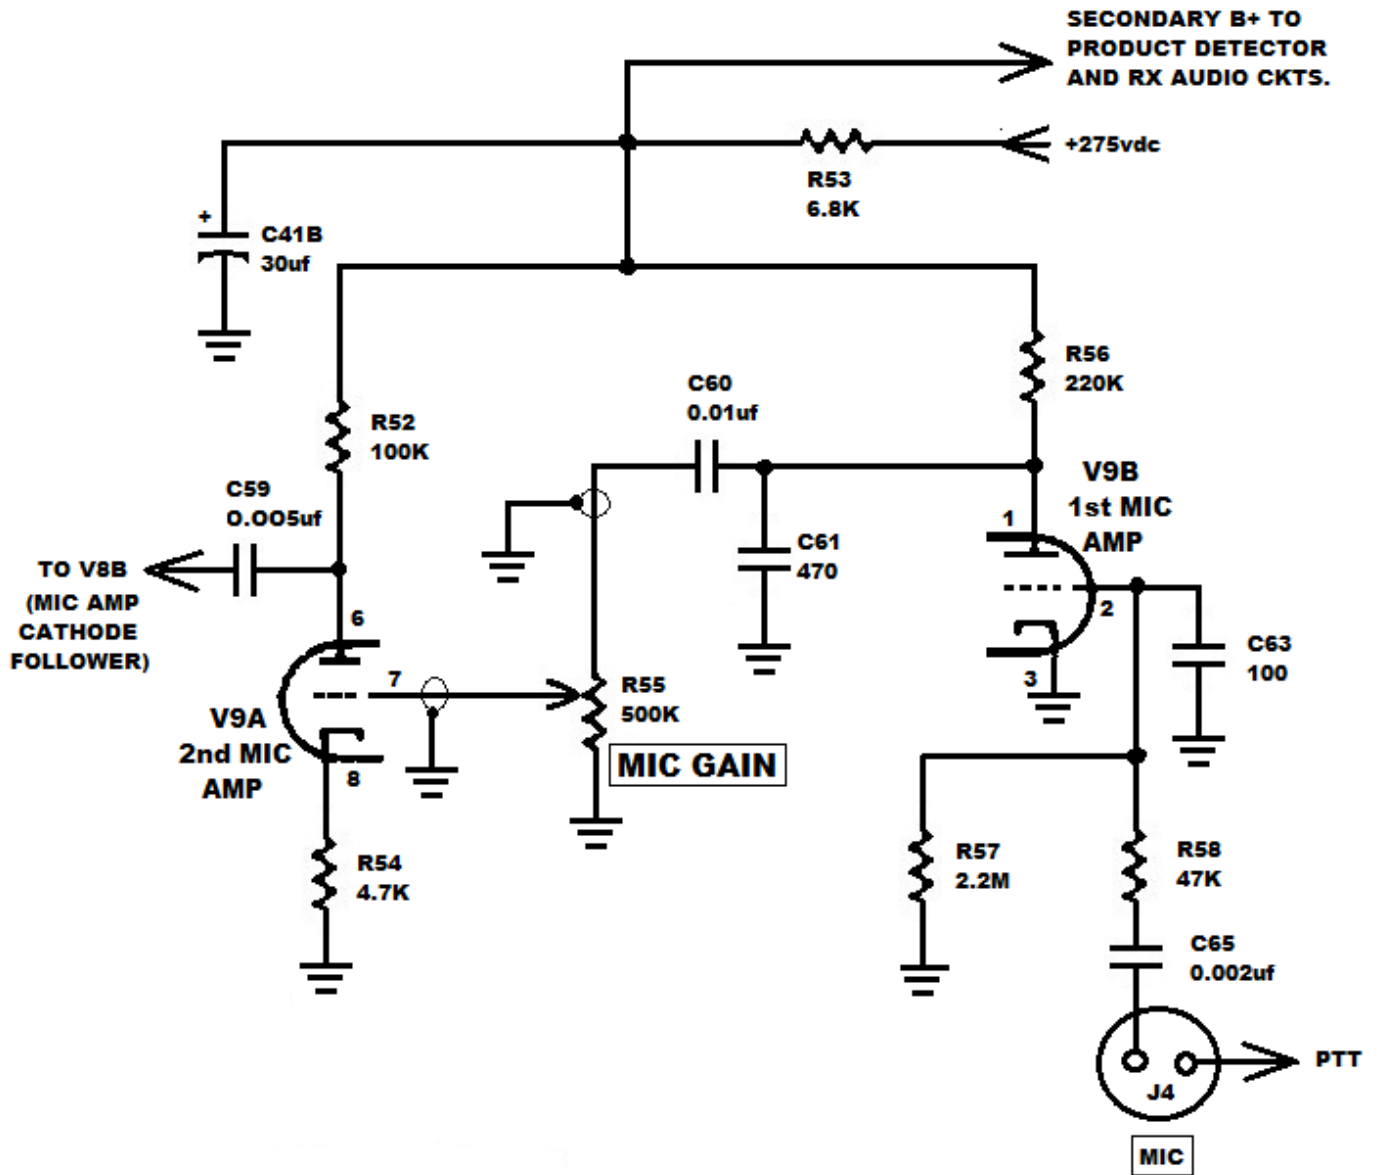 SECONDARY B+ TO
PRODUCT DETECTOR
AND RX AUDIO CKTS.
+275vdc
R53
6.8K
+
C41B
30uf
R56
220K
C60
0.01uf
R52
100K
C59
0.005uf
V9B
1st MIC
AMP
1
2
3
C61
470
TO V8B
(MIC AMP
CATHODE
FOLLOWER)
6
7
8
V9A
2nd MIC
AMP
R55
500K
MIC GAIN
C63
100
R54
4.7K
R57
2.2M
R58
47K
C65
0.002uf
J4
PTT
MIC